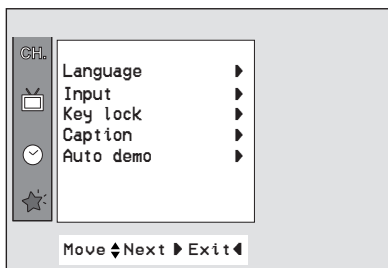 CH.
Language
Input
Key lock
Caption
Auto demo
Move Next Exit